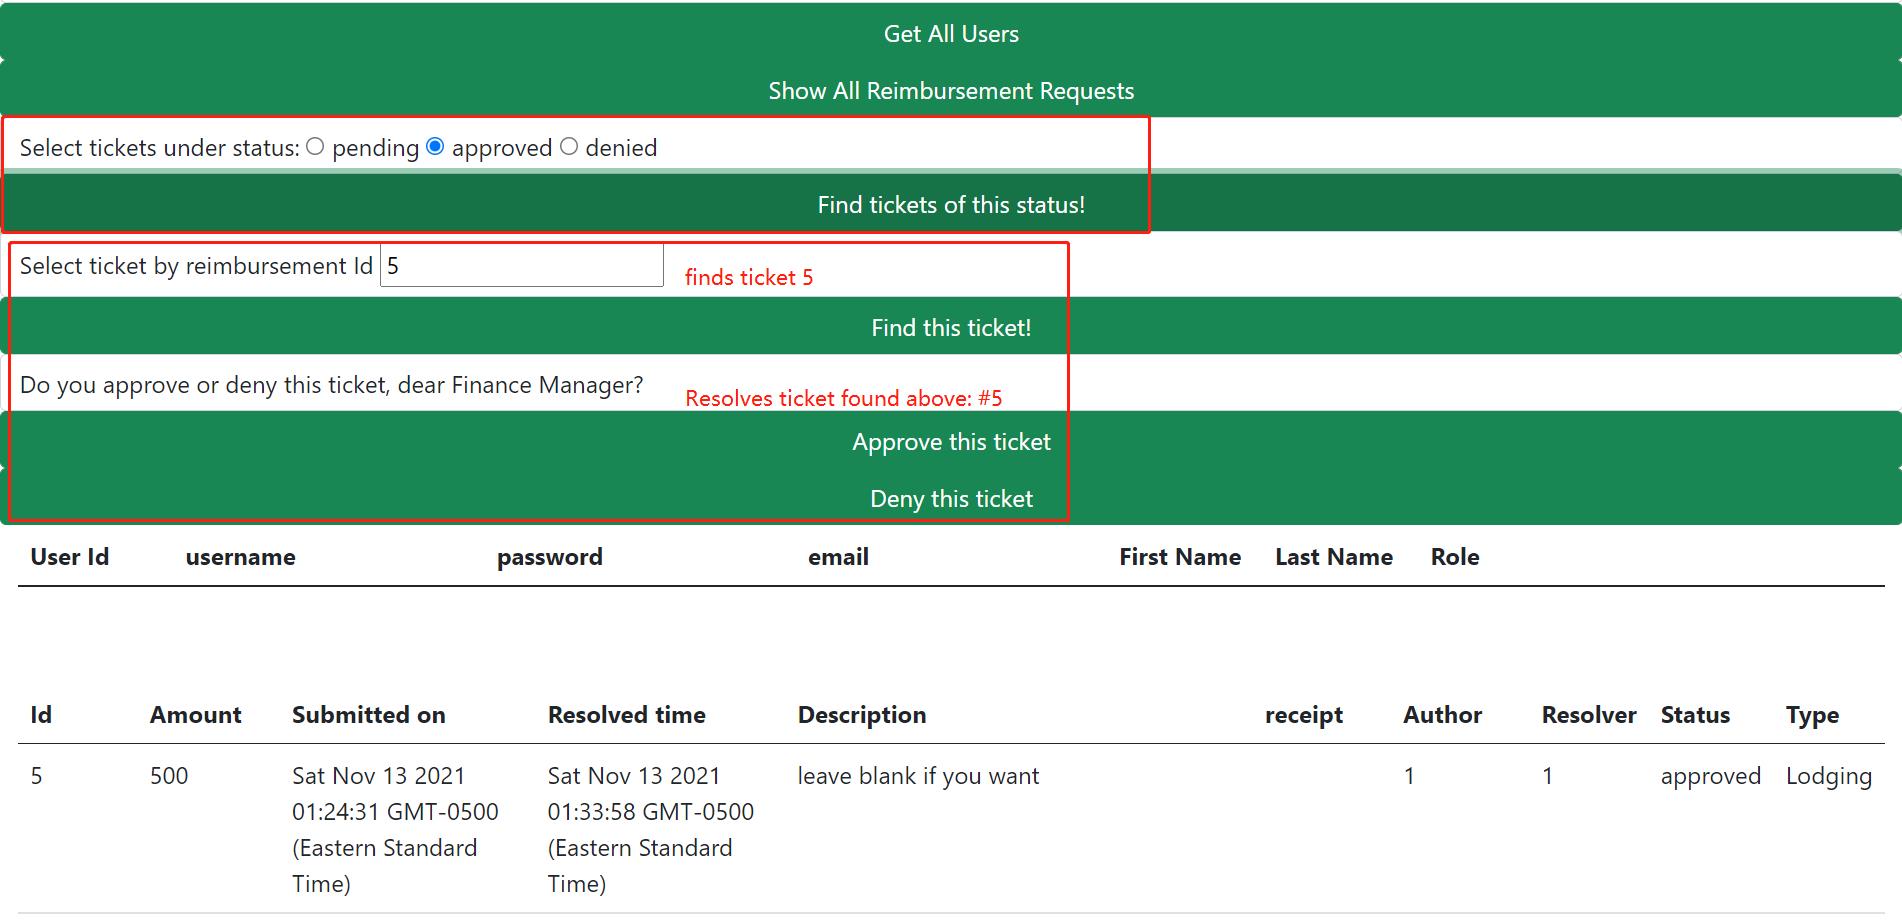 Get All Users
Show All Reimbursement Requests
Select tickets under status: pending approved denied
Find tickets of this status!
Select ticket by reimbursement Id 5 finds ticket 5
Find this ticket!
Do you approve or deny this ticket, dear Finance Manager? Resolves ticket found above: #5
Approve this ticket
Deny this ticket
User Id username password email First Name Last Name Role
Id Amount Submitted on Resolved time Description receipt Author Resolver Status Type
5 500 Sat Nov 13 2021 Sat Nov 13 2021 leave blank if you want 1 1 approved Lodging
01:24:31 GMT-0500 01:33:58 GMT-0500
(Eastern Standard (Eastern Standard
Time) Time)